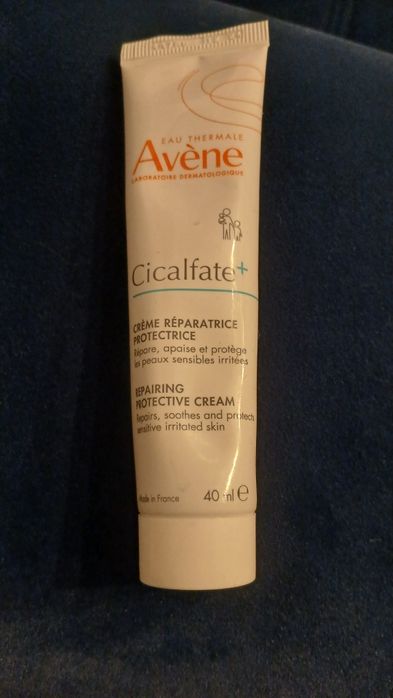 EAU THERMALE
Avène
LABORATOIRE DERMATOLOGIQUE
Cicalfate+
CRÈME RÉPARATRICE
PROTECTRICE
Répare, apaise et protège
les peaux sensibles irritées
REPAIRING
PROTECTIVE CREAM
Repairs, soothes and protects
sensitive irritated skin
Made in France
40 ml e